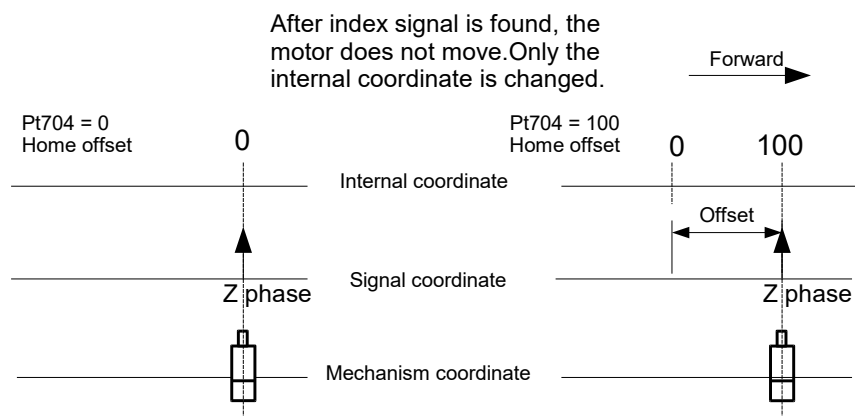 After index signal is found, the
motor does not move.Only the
internal coordinate is changed.
Forward
Pt704 = 0
Home offset
0
Pt704 = 100
Home offset
0
100
Internal coordinate
Offset
Signal coordinate
Z phase
Z phase
Mechanism coordinate